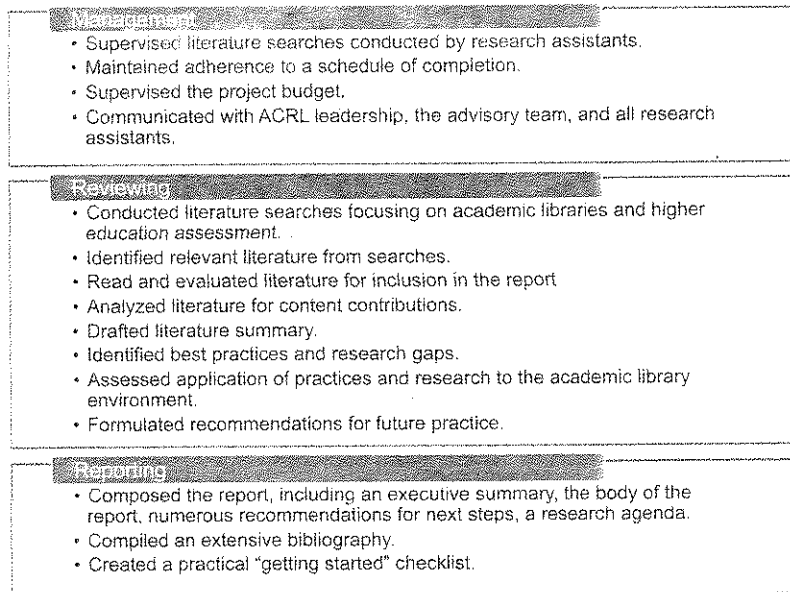 Management
• Supervised literature searches conducted by research assistants.
• Maintained adherence to a schedule of completion.
• Supervised the project budget.
• Communicated with ACRL leadership, the advisory team, and all research
assistants.
Reviewing
• Conducted literature searches focusing on academic libraries and higher
education assessment.
• Identified relevant literature from searches.
• Read and evaluated literature for inclusion in the report
• Analyzed literature for content contributions.
• Drafted literature summary.
• Identified best practices and research gaps.
• Assessed application of practices and research to the academic library
environment.
• Formulated recommendations for future practice.
Reporting
• Composed the report, including an executive summary, the body of the
report, numerous recommendations for next steps, a research agenda.
• Compiled an extensive bibliography.
• Created a practical "getting started" checklist.